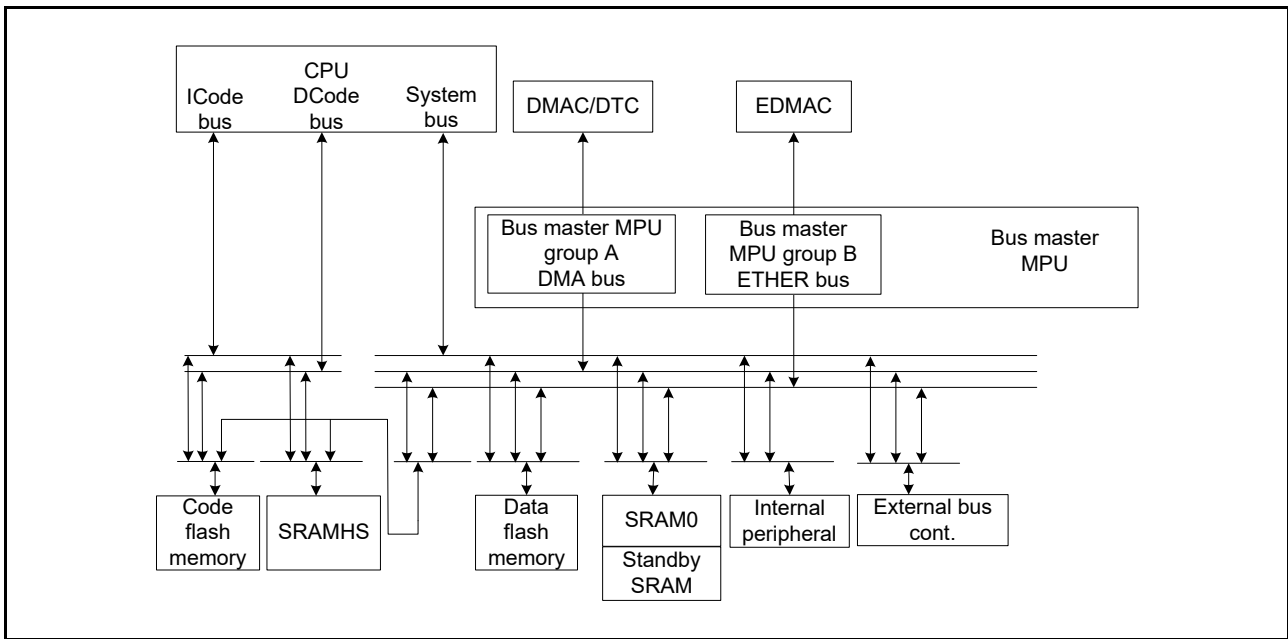 CPU
ICode
bus
DCode
bus
System
bus
DMAC/DTC
EDMAC
Bus master MPU
group A
DMA bus
Bus master
MPU group B
ETHER bus
Bus master
MPU
Code
flash
memory
SRAMHS
Data
flash
memory
SRAM0
Standby
SRAM
Internal
peripheral
External bus
cont.